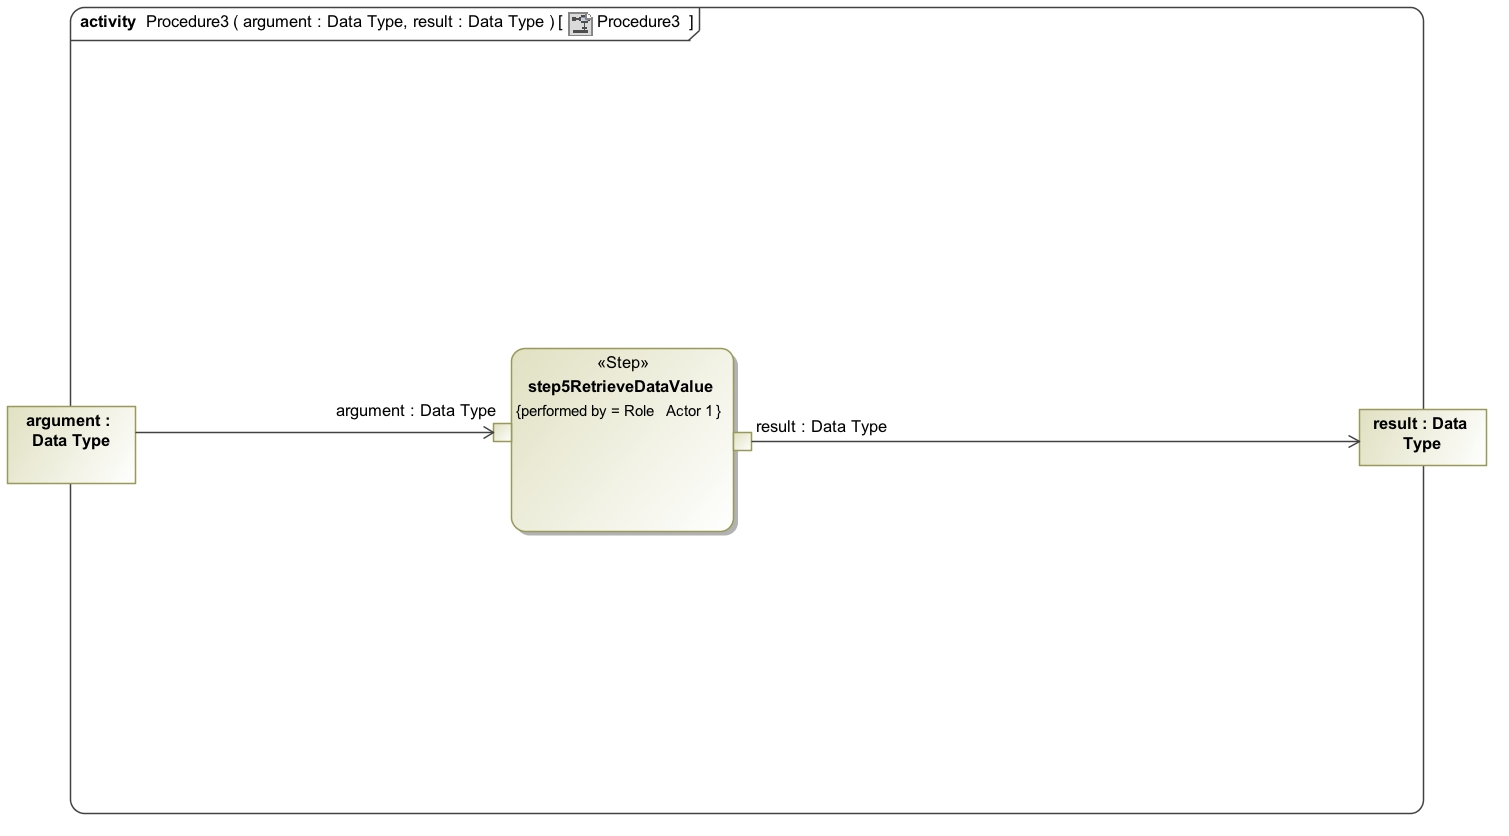 activity Procedure3 ( argument : Data Type, result : Data Type ) [ Procedure3 ]
«Step»
step5RetrieveDataValue
{performed by = Role Actor 1}
argument : Data Type
argument :
Data Type
result : Data Type
result : Data
Type